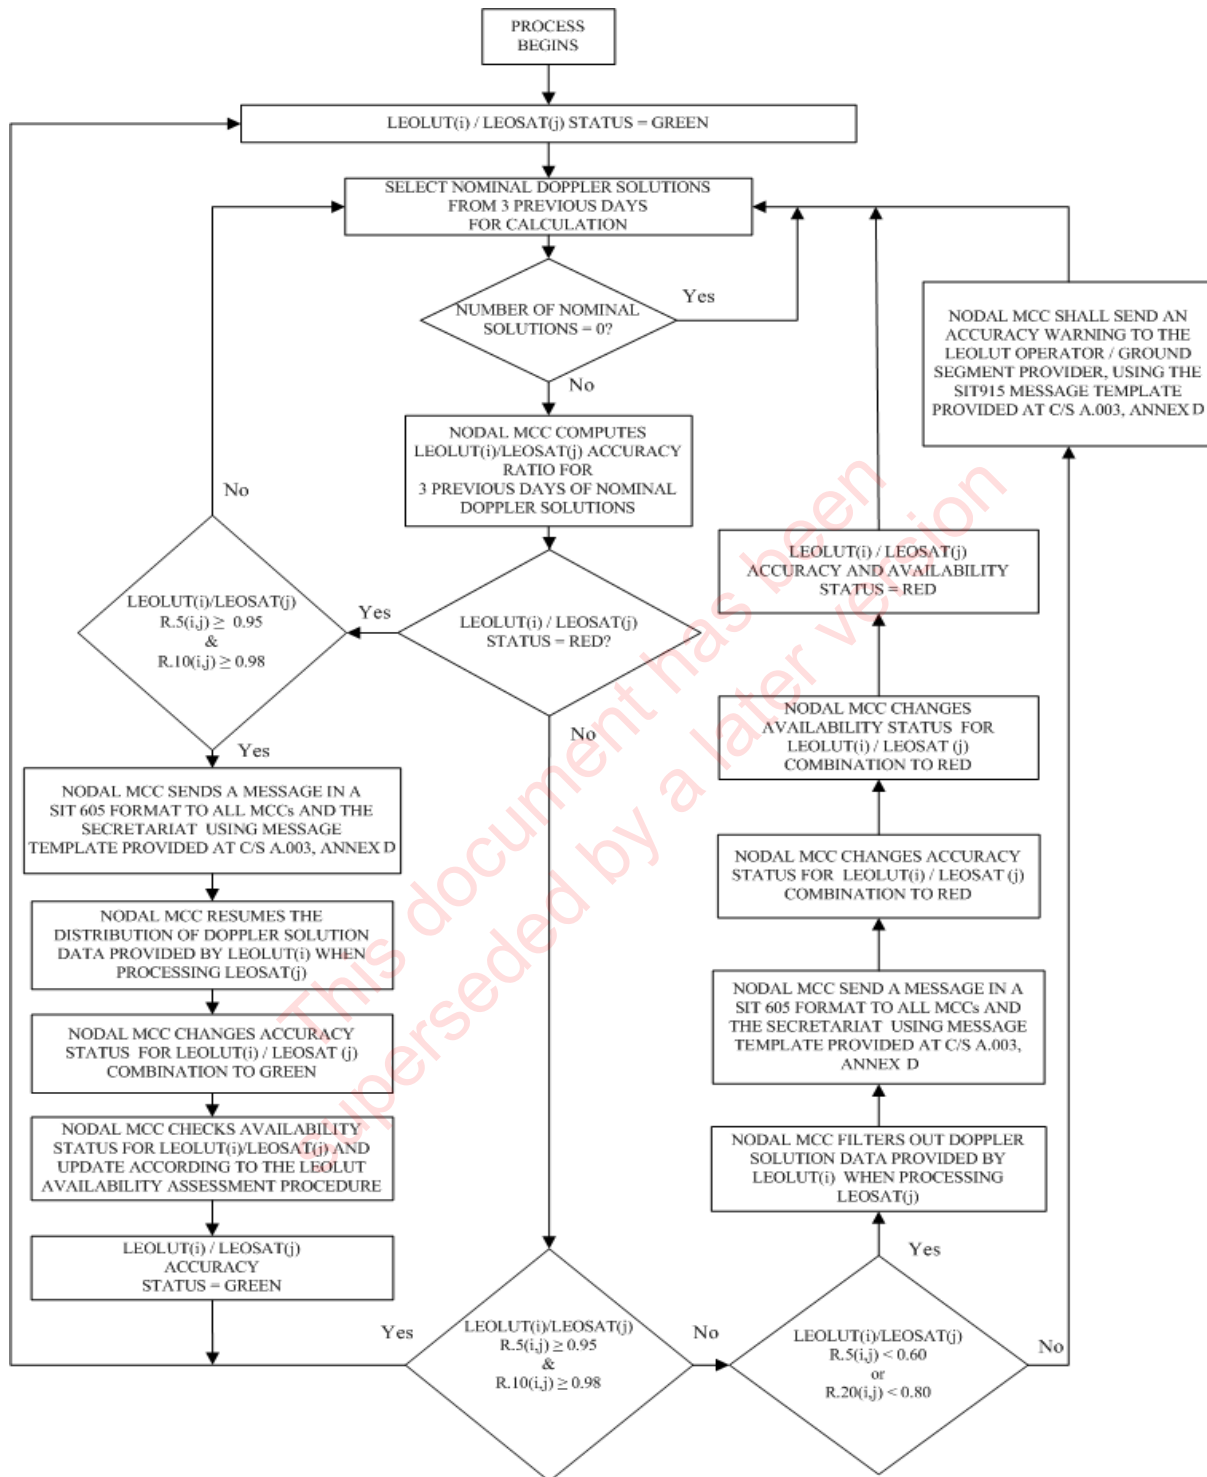 PROCESS
BEGINS
LEOLUT(i) / LEOSAT(j) STATUS = GREEN
SELECT NOMINAL DOPPLER SOLUTIONS
FROM 3 PREVIOUS DAYS
FOR CALCULATION
NUMBER OF NOMINAL
SOLUTIONS = 0?
Yes
No
NODAL MCC SHALL SEND AN
ACCURACY WARNING TO THE
LEOLUT OPERATOR / GROUND
SEGMENT PROVIDER, USING THE
SIT915 MESSAGE TEMPLATE
PROVIDED AT C/S A.003, ANNEX D
NODAL MCC COMPUTES
LEOLUT(i)/LEOSAT(j) ACCURACY
RATIO FOR
3 PREVIOUS DAYS OF NOMINAL
DOPPLER SOLUTIONS
No
LEOLUT(i)/LEOSAT(j)
R.5(i,j) ≥ 0.95
&
R.10(i,j) ≥ 0.98
Yes
LEOLUT(i) / LEOSAT(j)
STATUS = RED?
LEOLUT(i) / LEOSAT(j)
ACCURACY AND AVAILABILITY
STATUS = RED
No
Yes
NODAL MCC CHANGES
AVAILABILITY STATUS FOR
LEOLUT(i) / LEOSAT (j)
COMBINATION TO RED
NODAL MCC SENDS A MESSAGE IN A
SIT 605 FORMAT TO ALL MCCs AND THE
SECRETARIAT USING MESSAGE
TEMPLATE PROVIDED AT C/S A.003, ANNEX D
NODAL MCC CHANGES ACCURACY
STATUS FOR LEOLUT(i) / LEOSAT (j)
COMBINATION TO RED
NODAL MCC RESUMES THE
DISTRIBUTION OF DOPPLER SOLUTION
DATA PROVIDED BY LEOLUT(i) WHEN
PROCESSING LEOSAT(j)
NODAL MCC SEND A MESSAGE IN A
SIT 605 FORMAT TO ALL MCCs AND
THE SECRETARIAT USING MESSAGE
TEMPLATE PROVIDED AT C/S A.003,
ANNEX D
NODAL MCC CHANGES ACCURACY
STATUS FOR LEOLUT(i) / LEOSAT (j)
COMBINATION TO GREEN
NODAL MCC CHECKS AVAILABILITY
STATUS FOR LEOLUT(i)/LEOSAT(j) AND
UPDATE ACCORDING TO THE LEOLUT
AVAILABILITY ASSESSMENT PROCEDURE
NODAL MCC FILTERS OUT DOPPLER
SOLUTION DATA PROVIDED BY
LEOLUT(i) WHEN PROCESSING
LEOSAT(j)
LEOLUT(i) / LEOSAT(j)
ACCURACY
STATUS = GREEN
Yes
Yes
LEOLUT(i)/LEOSAT(j)
R.5(i,j) ≥ 0.95
&
R.10(i,j) ≥ 0.98
No
LEOLUT(i)/LEOSAT(j)
R.5(i,j) < 0.60
or
R.20(i,j) < 0.80
No
This document has been
superseded by a later version